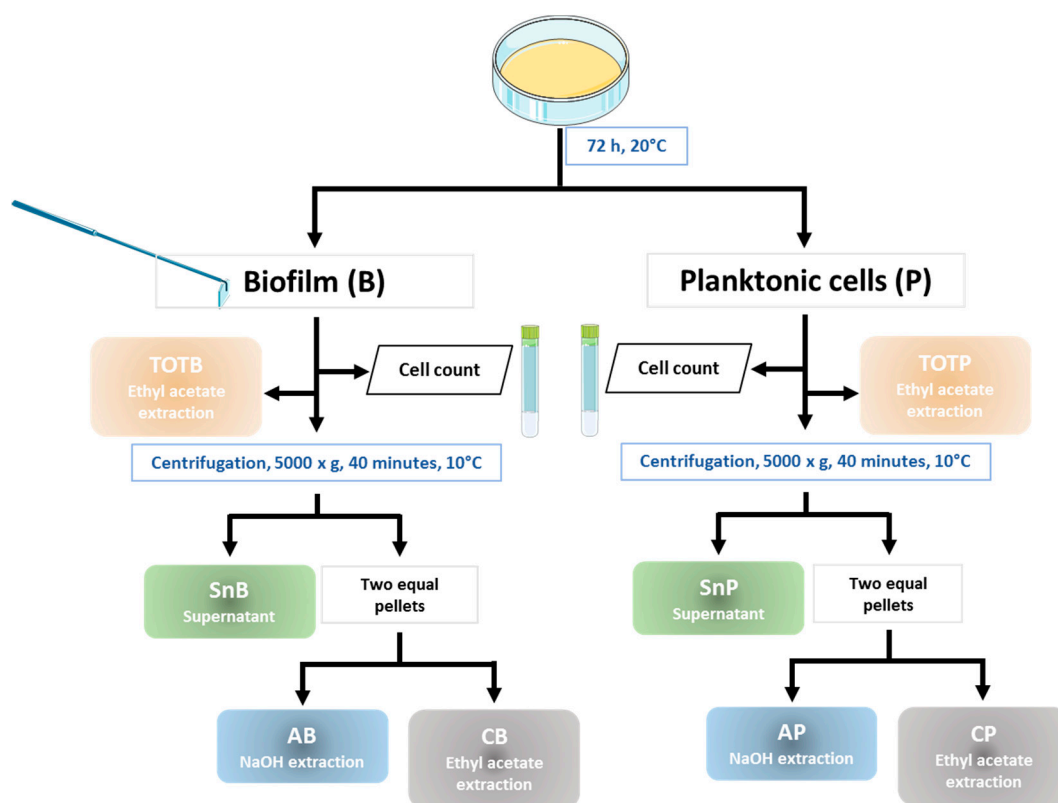 72 h, 20°C
Biofilm (B)
Planktonic cells (P)
TOTB
Ethyl acetate
extraction
Cell count
Cell count
TOTP
Ethyl acetate
extraction
Centrifugation, 5000 x g, 40 minutes, 10°C
Centrifugation, 5000 x g, 40 minutes, 10°C
SnB
Supernatant
Two equal
pellets
SnP
Supernatant
Two equal
pellets
AB
NaOH extraction
CB
Ethyl acetate
extraction
AP
NaOH extraction
CP
Ethyl acetate
extraction